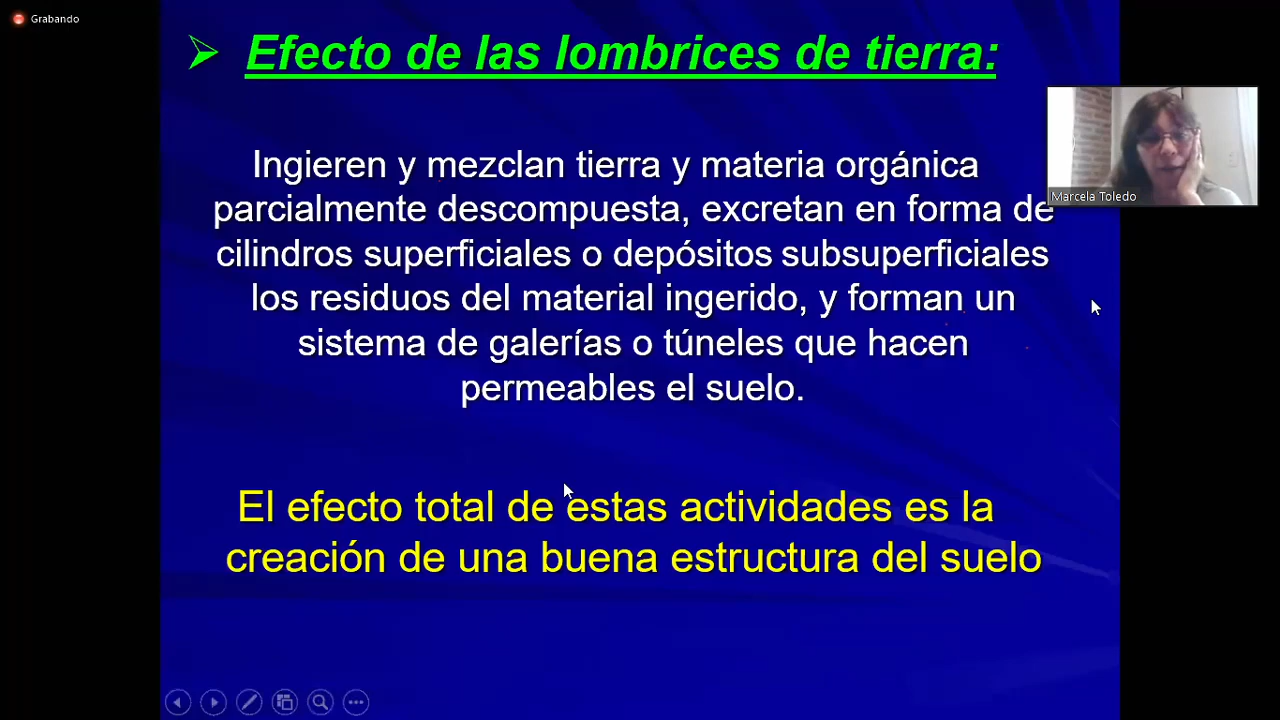 Grabando
Efecto de las lombrices de tierra:
Ingieren y mezclan tierra y materia orgánica
parcialmente descompuesta, excretan en forma de
cilindros superficiales o depósitos subsuperficiales
los residuos del material ingerido, y forman un
sistema de galerías o túneles que hacen
permeables el suelo.
Marcela Toledo
El efecto total de estas actividades es la
creación de una buena estructura del suelo